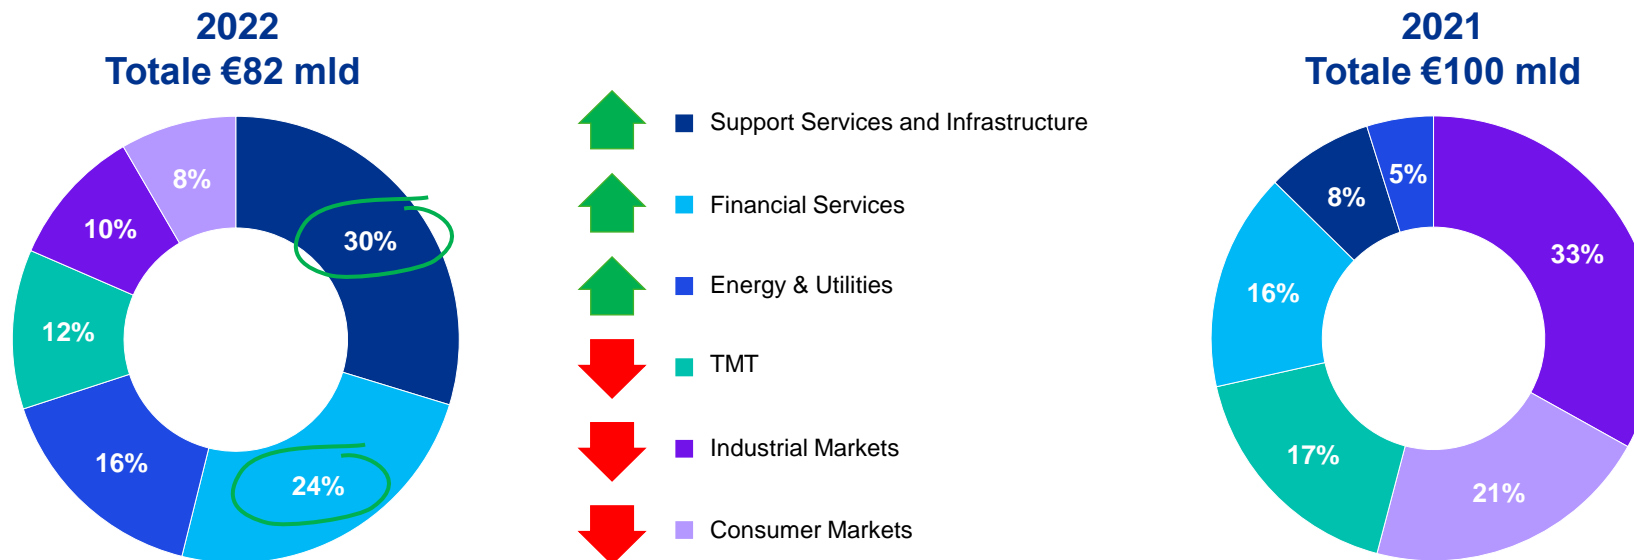 2022
Totale €82 mld
8%
30%
10%
12%
16%
24%
Support Services and Infrastructure
Financial Services
Energy & Utilities
TMT
Industrial Markets
Consumer Markets
2021
Totale €100 mld
5%
8%
33%
16%
17%
21%